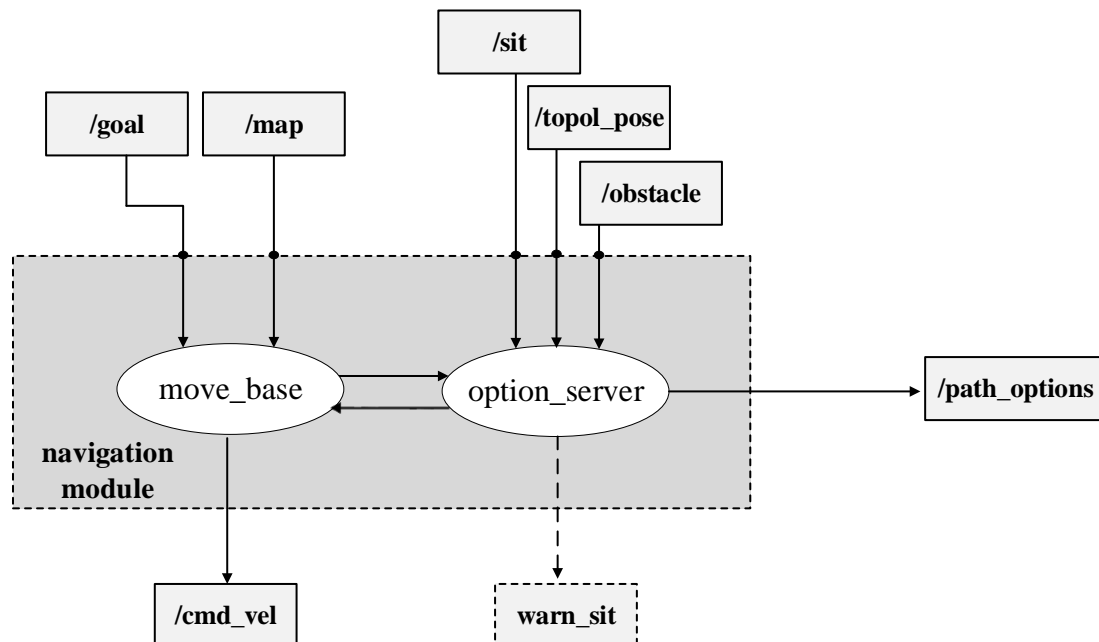 /sit
/topol_pose
/goal
/map
/obstacle
move_base
option_server
/path_options
navigation
module
/cmd_vel
warn_sit